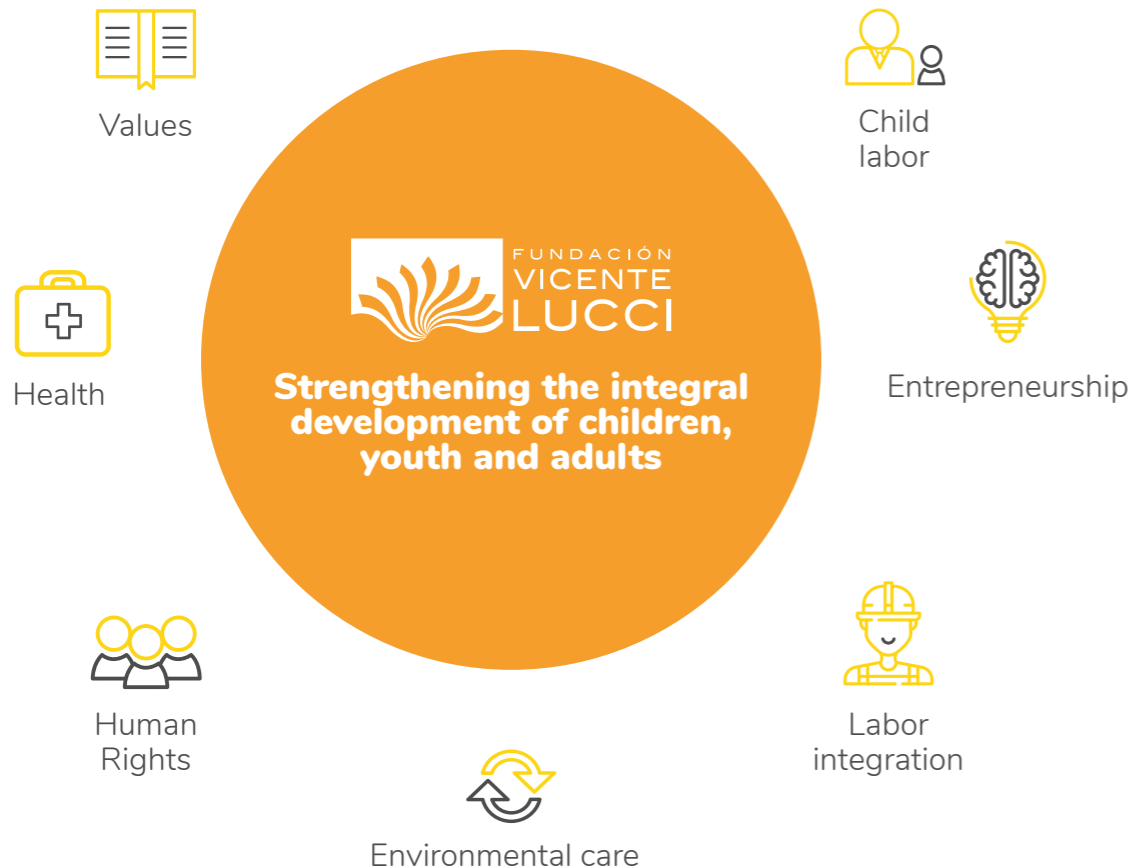 Values
Child
labor
FUNDACIÓN
VICENTE
LUCCI
Health
Entrepreneurship
Strengthening the integral
development of children,
youth and adults
Human
Rights
Labor
integration
Environmental care